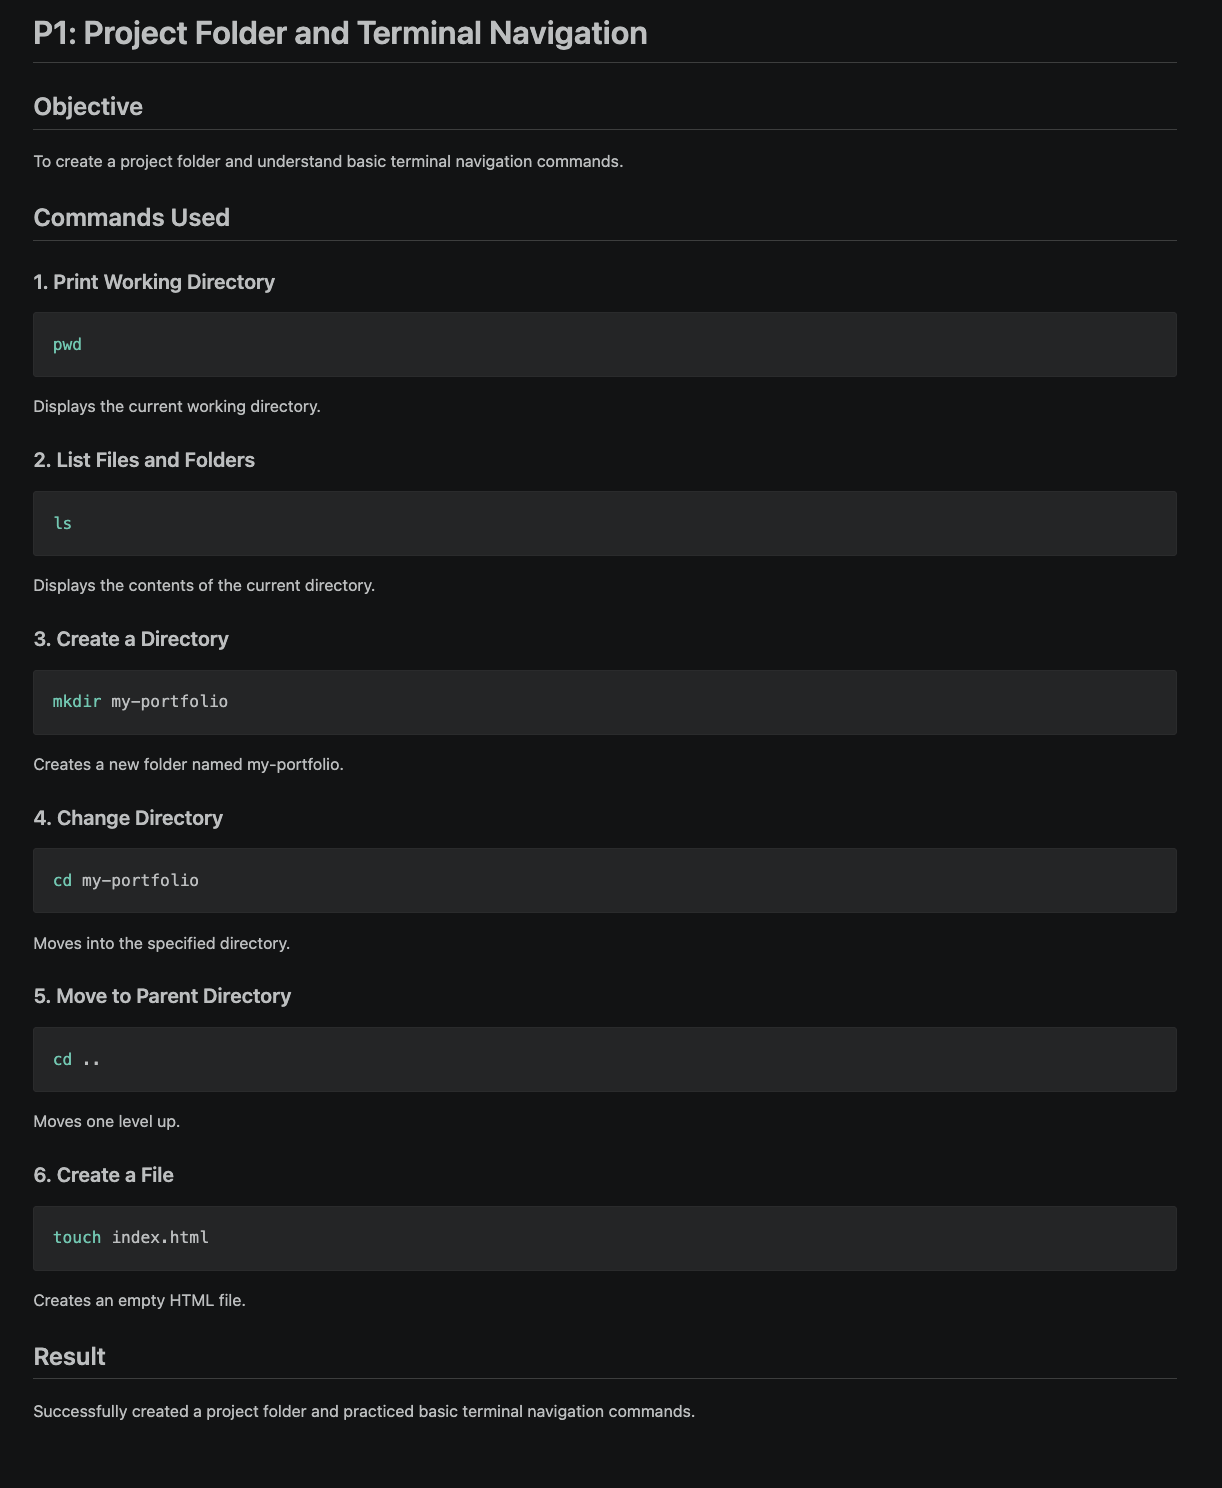 P1: Project Folder and Terminal Navigation
Objective
To create a project folder and understand basic terminal navigation commands.
Commands Used
1. Print Working Directory
pwd
Displays the current working directory.
2. List Files and Folders
ls
Displays the contents of the current directory.
3. Create a Directory
mkdir my-portfolio
Creates a new folder named my-portfolio.
4. Change Directory
cd my-portfolio
Moves into the specified directory.
5. Move to Parent Directory
cd ..
Moves one level up.
6. Create a File
touch index.html
Creates an empty HTML file.
Result
Successfully created a project folder and practiced basic terminal navigation commands.